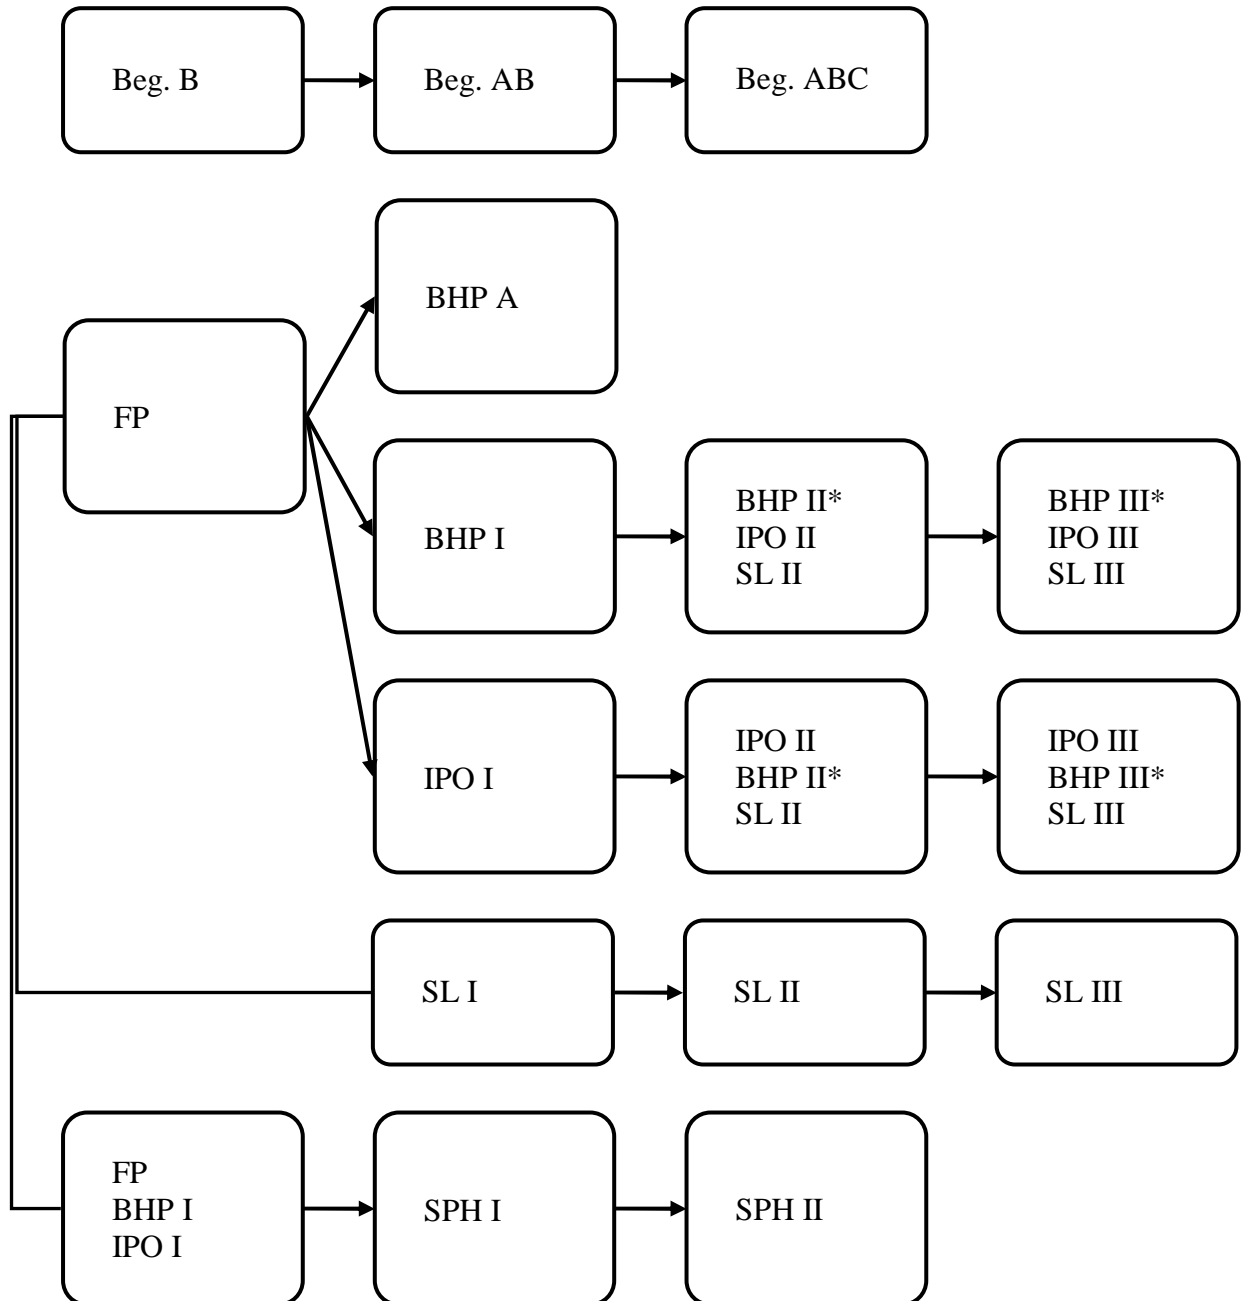 Beg. B
Beg. AB
Beg. ABC
BHP A
FP
BHP I
BHP II*
IPO II
SL II
BHP III*
IPO III
SL III
IPO I
IPO II
BHP II*
SL II
IPO III
BHP III*
SL III
SL I
SL II
SL III
FP
BHP I
IPO I
SPH I
SPH II